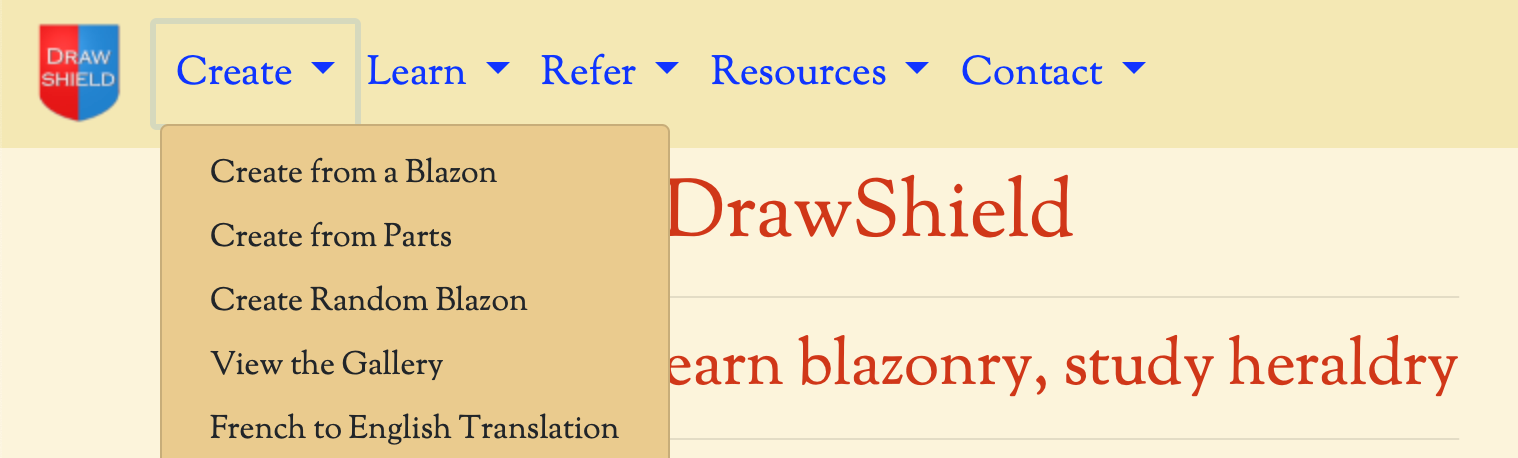 DRAW
SHIELD
Create Learn Refer Resources Contact
Create from a Blazon
Create from Parts
Create Random Blazon
View the Gallery
French to English Translation
DrawShield
earn blazonry, study heraldry